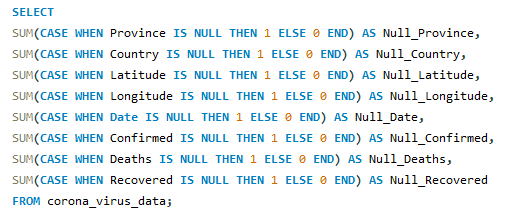 SELECT
SUM(CASE WHEN Province IS NULL THEN 1 ELSE 0 END) AS Null_Province,
SUM(CASE WHEN Country IS NULL THEN 1 ELSE 0 END) AS Null_Country,
SUM(CASE WHEN Latitude IS NULL THEN 1 ELSE 0 END) AS Null_Latitude,
SUM(CASE WHEN Longitude IS NULL THEN 1 ELSE 0 END) AS Null_Longitude,
SUM(CASE WHEN Date IS NULL THEN 1 ELSE 0 END) AS Null_Date,
SUM(CASE WHEN Confirmed IS NULL THEN 1 ELSE 0 END) AS Null_Confirmed,
SUM(CASE WHEN Deaths IS NULL THEN 1 ELSE 0 END) AS Null_Deaths,
SUM(CASE WHEN Recovered IS NULL THEN 1 ELSE 0 END) AS Null_Recovered
FROM corona_virus_data;